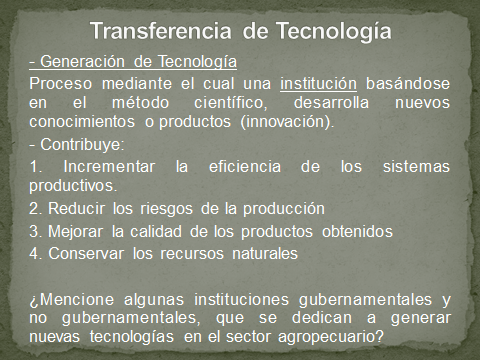 Transferencia de Tecnología
- Generación de Tecnología
Proceso mediante el cual una institución basándose
en el método científico, desarrolla nuevos
conocimientos o productos (innovación).
- Contribuye:
1. Incrementar la eficiencia de los sistemas
productivos.
2. Reducir los riesgos de la producción
3. Mejorar la calidad de los productos obtenidos
4. Conservar los recursos naturales
¿Mencione algunas instituciones gubernamentales y
no gubernamentales, que se dedican a generar
nuevas tecnologías en el sector agropecuario?